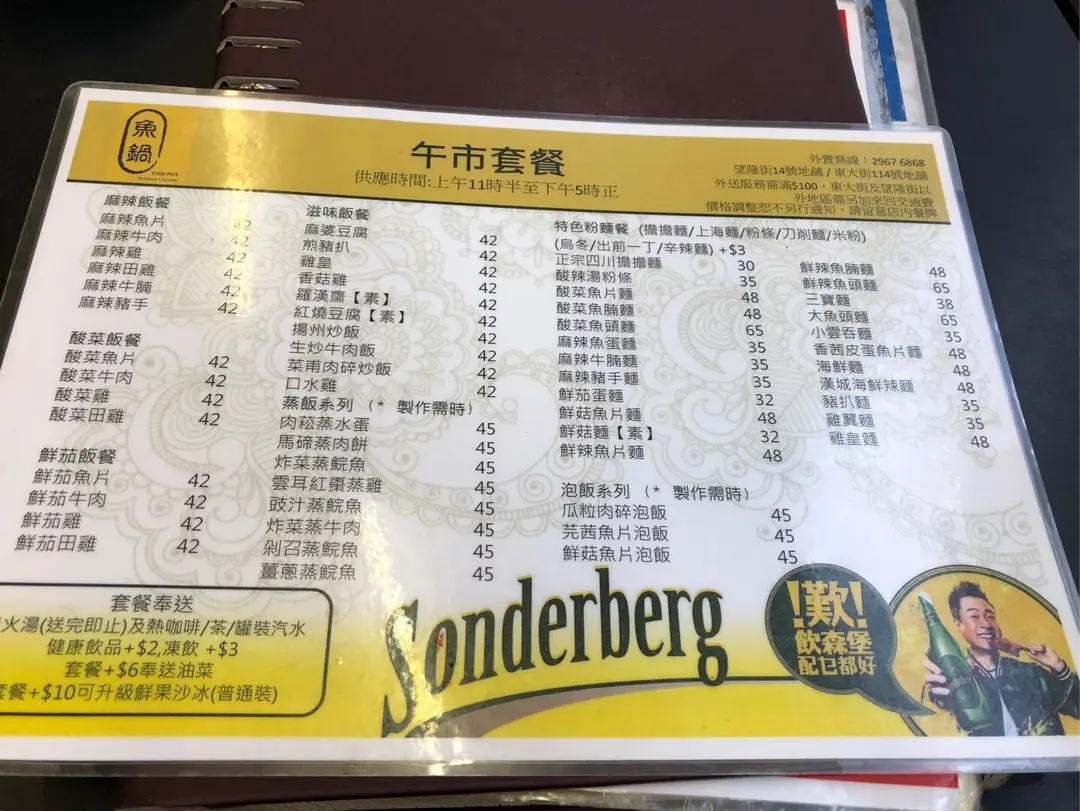 魚鍋
FISH POT
Sichuan Cuisine
午市套餐
供應時間:上午11時半至下午5時正
外賣熱線：2967 6868
望隆街14號地舖 / 東大街114號地舖
外送服務需滿$100，東大街及望隆街以
外地區需另加來回交通費
價格調整恕不另行通知，請留意店內餐牌
麻辣飯餐
麻辣魚片 42
麻辣牛肉 42
麻辣雞 42
麻辣田雞 42
麻辣牛腩 42
麻辣豬手 42
酸菜飯餐
酸菜魚片 42
酸菜牛肉 42
酸菜雞 42
酸菜田雞 42
鮮茄飯餐
鮮茄魚片 42
鮮茄牛肉 42
鮮茄雞 42
鮮茄田雞 42
滋味飯餐
麻婆豆腐 42
煎豬扒 42
雞皇 42
香菇雞 42
羅漢齋【素】 42
紅燒豆腐【素】 42
揚州炒飯 42
生炒牛肉飯 42
菜甫肉碎炒飯 42
口水雞 42
蒸飯系列 (* 製作需時)
肉崧蒸水蛋 45
馬碲蒸肉餅 45
炸菜蒸鯇魚 45
雲耳紅棗蒸雞 45
豉汁蒸鯇魚 45
炸菜蒸牛肉 45
剁召蒸鯇魚 45
薑蔥蒸鯇魚 45
特色粉麵餐 (擔擔麵/上海麵/粉條/刀削麵/米粉)
(烏冬/出前一丁/辛辣麵) +$3
正宗四川擔擔麵 30
酸辣湯粉條 35
酸菜魚片麵 48
酸菜魚腩麵 48
酸菜魚頭麵 65
麻辣魚蛋麵 35
麻辣牛腩麵 35
麻辣豬手麵 35
鮮茄蛋麵 32
鮮菇魚片麵 48
鮮菇麵【素】 32
鮮辣魚片麵 48
鮮辣魚腩麵 48
鮮辣魚頭麵 65
三寶麵 38
大魚頭麵 65
小雲吞麵 35
香茜皮蛋魚片麵 48
海鮮麵 48
漢城海鮮辣麵 48
豬扒麵 35
雞翼麵 35
雞皇麵 48
泡飯系列 (* 製作需時)
瓜粒肉碎泡飯 45
芫茜魚片泡飯 45
鮮菇魚片泡飯 45
套餐奉送
火湯(送完即止)及熱咖啡/茶/罐裝汽水
健康飲品+$2,凍飲 +$3
套餐+$6奉送油菜
套餐+$10可升級鮮果沙冰(普通裝)
Sonderberg
!歎!
飲森堡
配乜都好